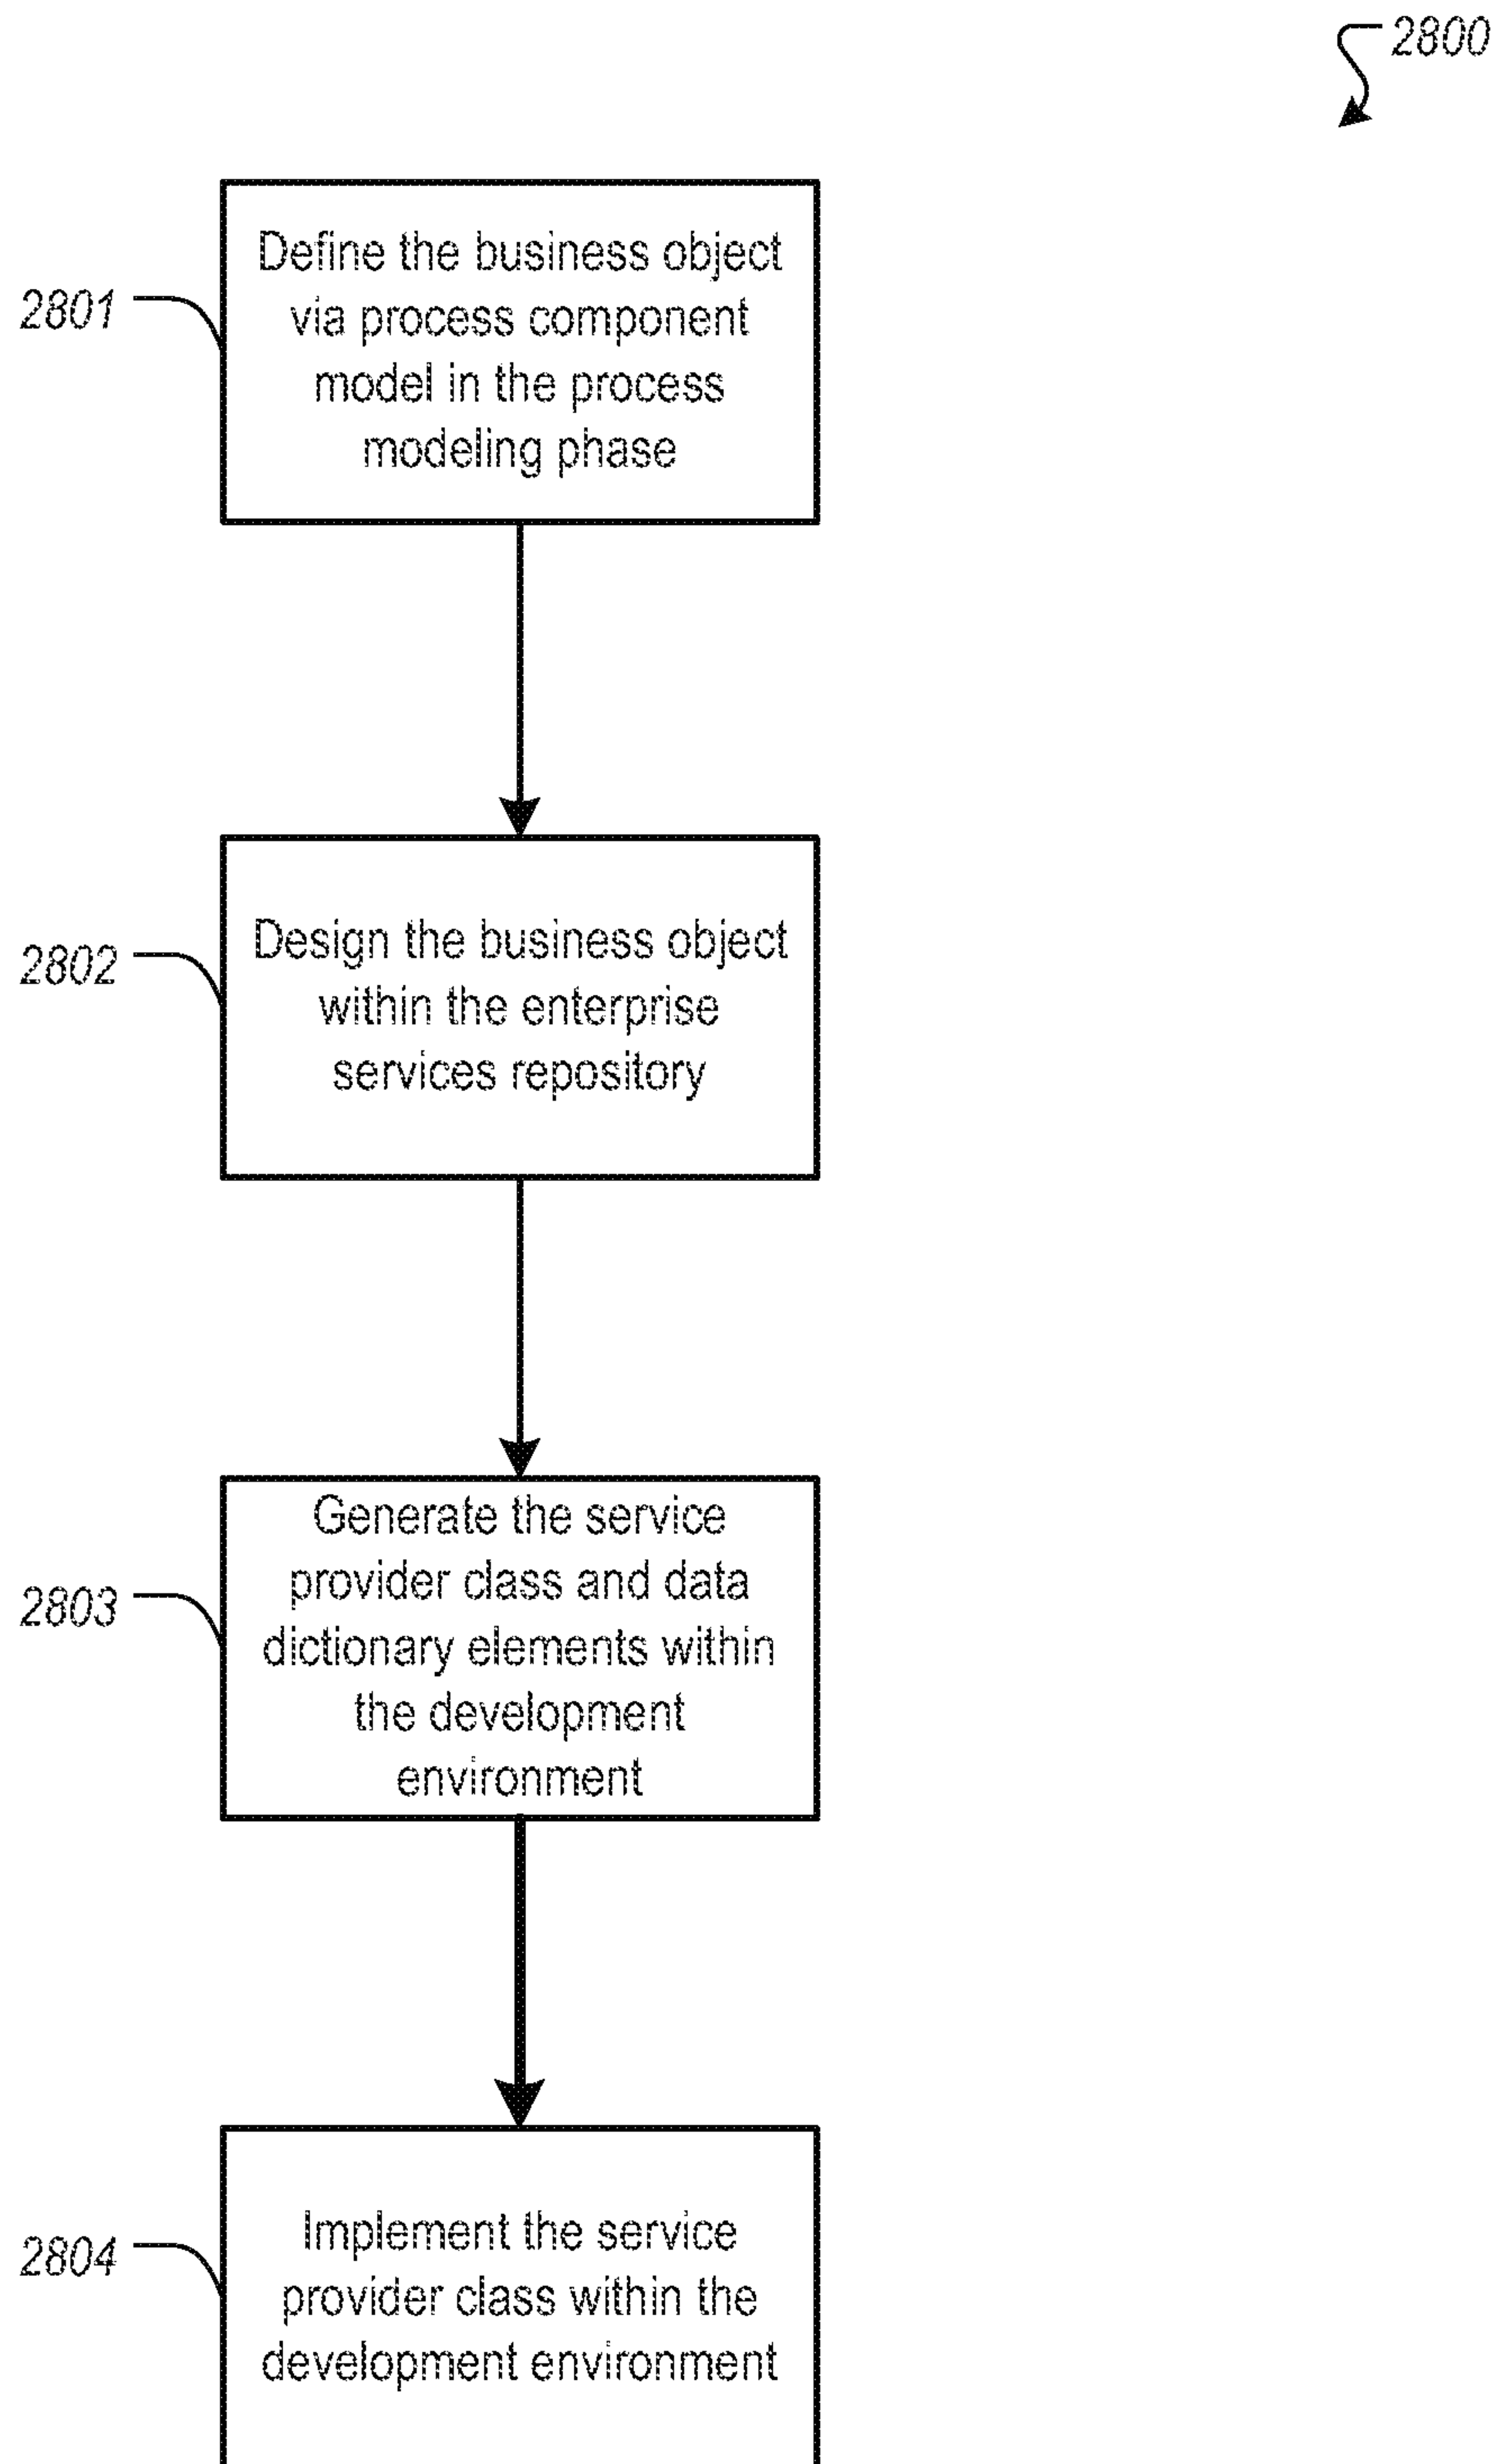 2800
Define the business object
via process component
model in the process
modeling phase
2801
Design the business object
within the enterprise
services repository
2802
Generate the service
provider class and data
dictionary elements within
the development
environment
2803
Implement the service
provider class within the
development environment
2804